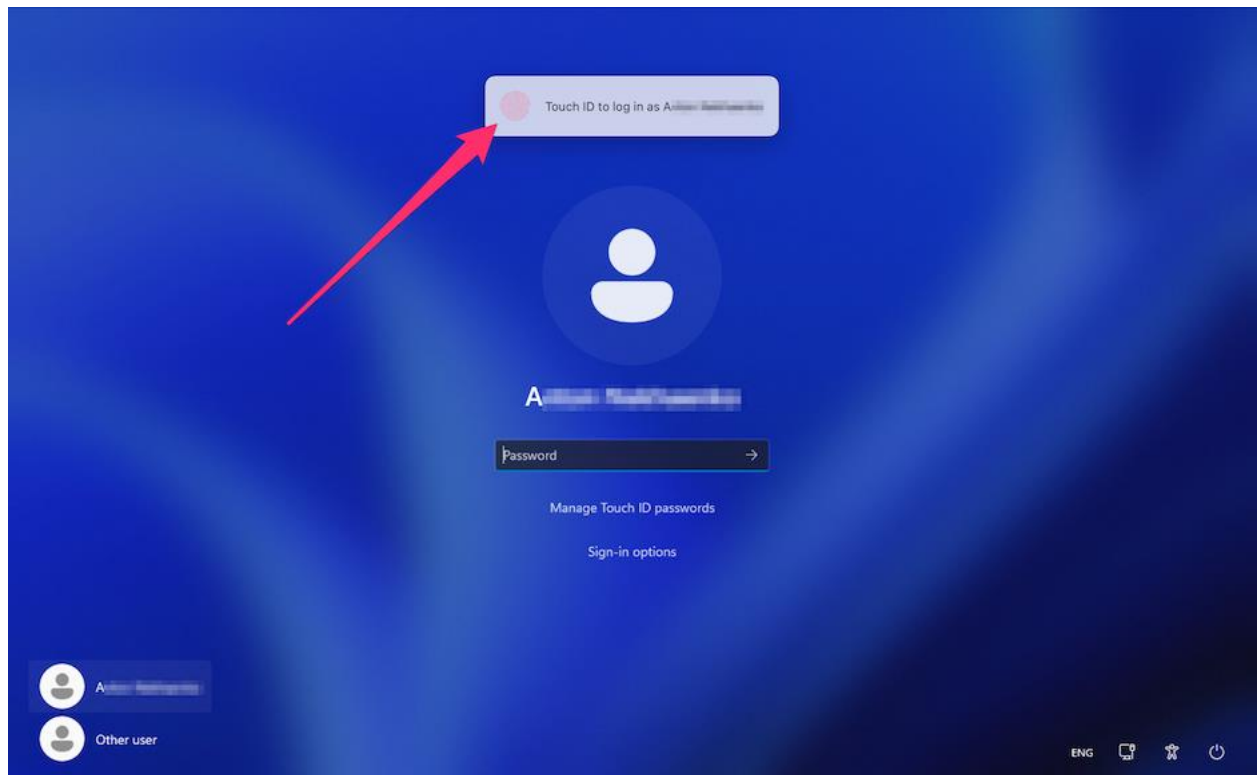 Touch ID to log in as A
A
Password
Manage Touch ID passwords
Sign-in options
A
Other user
ENG